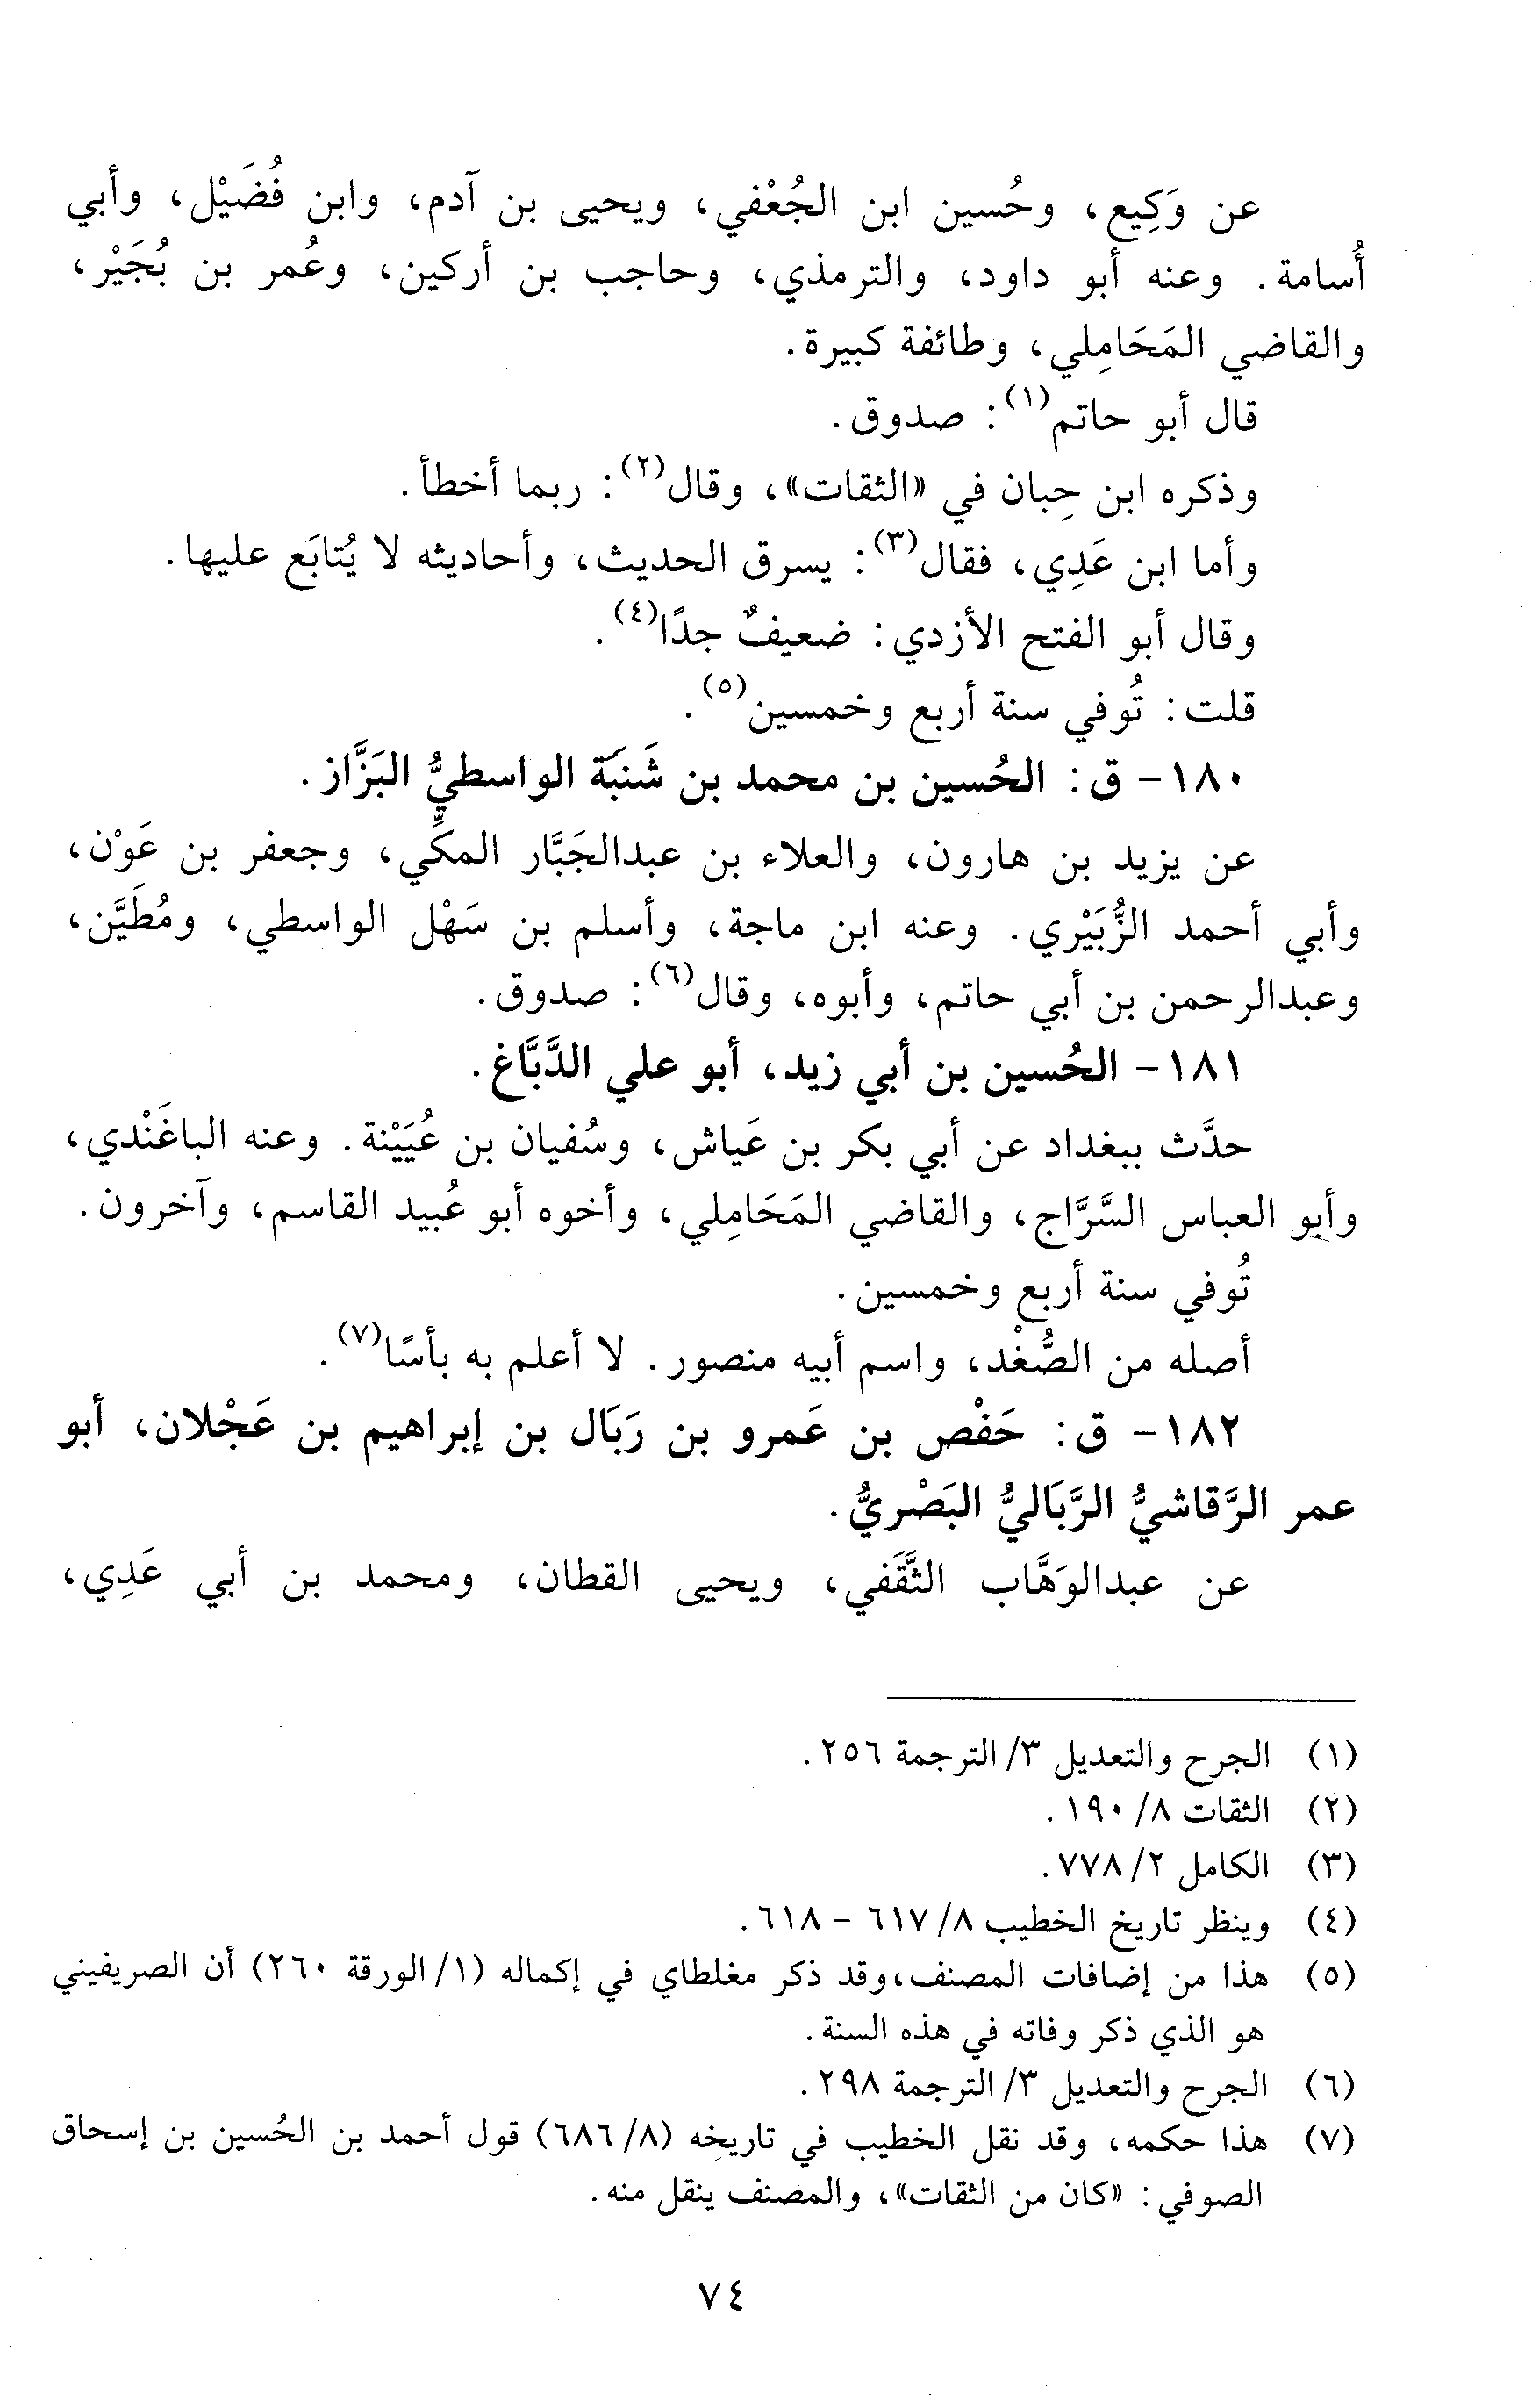 عن وَكِيع، وحُسين ابن الجُعْفي، ويحيى بن آدم، وابن فُضَيْل، وأبي
أُسامة. وعنه أبو داود، والترمذي، وحاجب بن أركين، وعُمر بن بُجَيْر،
والقاضي المَحَامِلي، وطائفة كبيرة.
قال أبو حاتم(١): صدوق.
وذكره ابن حِبان في «الثقات»، وقال(٢): ربما أخطأ.
وأما ابن عَدِي، فقال(٣): يسرق الحديث، وأحاديثه لا يُتابَع عليها.
وقال أبو الفتح الأزدي: ضعيفٌ جدًا(٤).
قلت: تُوفي سنة أربع وخمسين(٥).
١٨٠- ق: الحُسين بن محمد بن شَنَبَة الواسطيُّ البَزَّاز.
عن يزيد بن هارون، والعلاء بن عبدالجَبَّار المكِّي، وجعفر بن عَوْن،
وأبي أحمد الزُّبَيْري. وعنه ابن ماجة، وأسلم بن سَهْل الواسطي، ومُطَيَّن،
وعبدالرحمن بن أبي حاتم، وأبوه، وقال(٦): صدوق.
١٨١- الحُسين بن أبي زيد، أبو علي الدَّبَّاغ.
حدَّث ببغداد عن أبي بكر بن عَياش، وسُفيان بن عُيَيْنة. وعنه الباغَنْدي،
وأبو العباس السَّرَّاج، والقاضي المَحَامِلي، وأخوه أبو عُبيد القاسم، وآخرون.
تُوفي سنة أربع وخمسين.
أصله من الصُّغْد، واسم أبيه منصور. لا أعلم به بأسًا(٧).
١٨٢- ق: حَفْص بن عَمرو بن رَبَال بن إبراهيم بن عَجْلان، أبو
عمر الرَّقاشيُّ الرَّبَاليُّ البَصْريُّ.
عن عبدالوَهَّاب الثَّقَفي، ويحيى القطان، ومحمد بن أبي عَدِي،
(١) الجرح والتعديل ٣/ الترجمة ٢٥٦.
(٢) الثقات ٨/ ١٩٠.
(٣) الكامل ٢/ ٧٧٨.
(٤) وينظر تاريخ الخطيب ٨/ ٦١٧ - ٦١٨.
(٥) هذا من إضافات المصنف، وقد ذكر مغلطاي في إكماله (١/ الورقة ٢٦٠) أن الصريفيني
هو الذي ذكر وفاته في هذه السنة.
(٦) الجرح والتعديل ٣/ الترجمة ٢٩٨.
(٧) هذا حكمه، وقد نقل الخطيب في تاريخه (٨/ ٦٨٦) قول أحمد بن الحُسين بن إسحاق
الصوفي: «كان من الثقات»، والمصنف ينقل منه.
٧٤